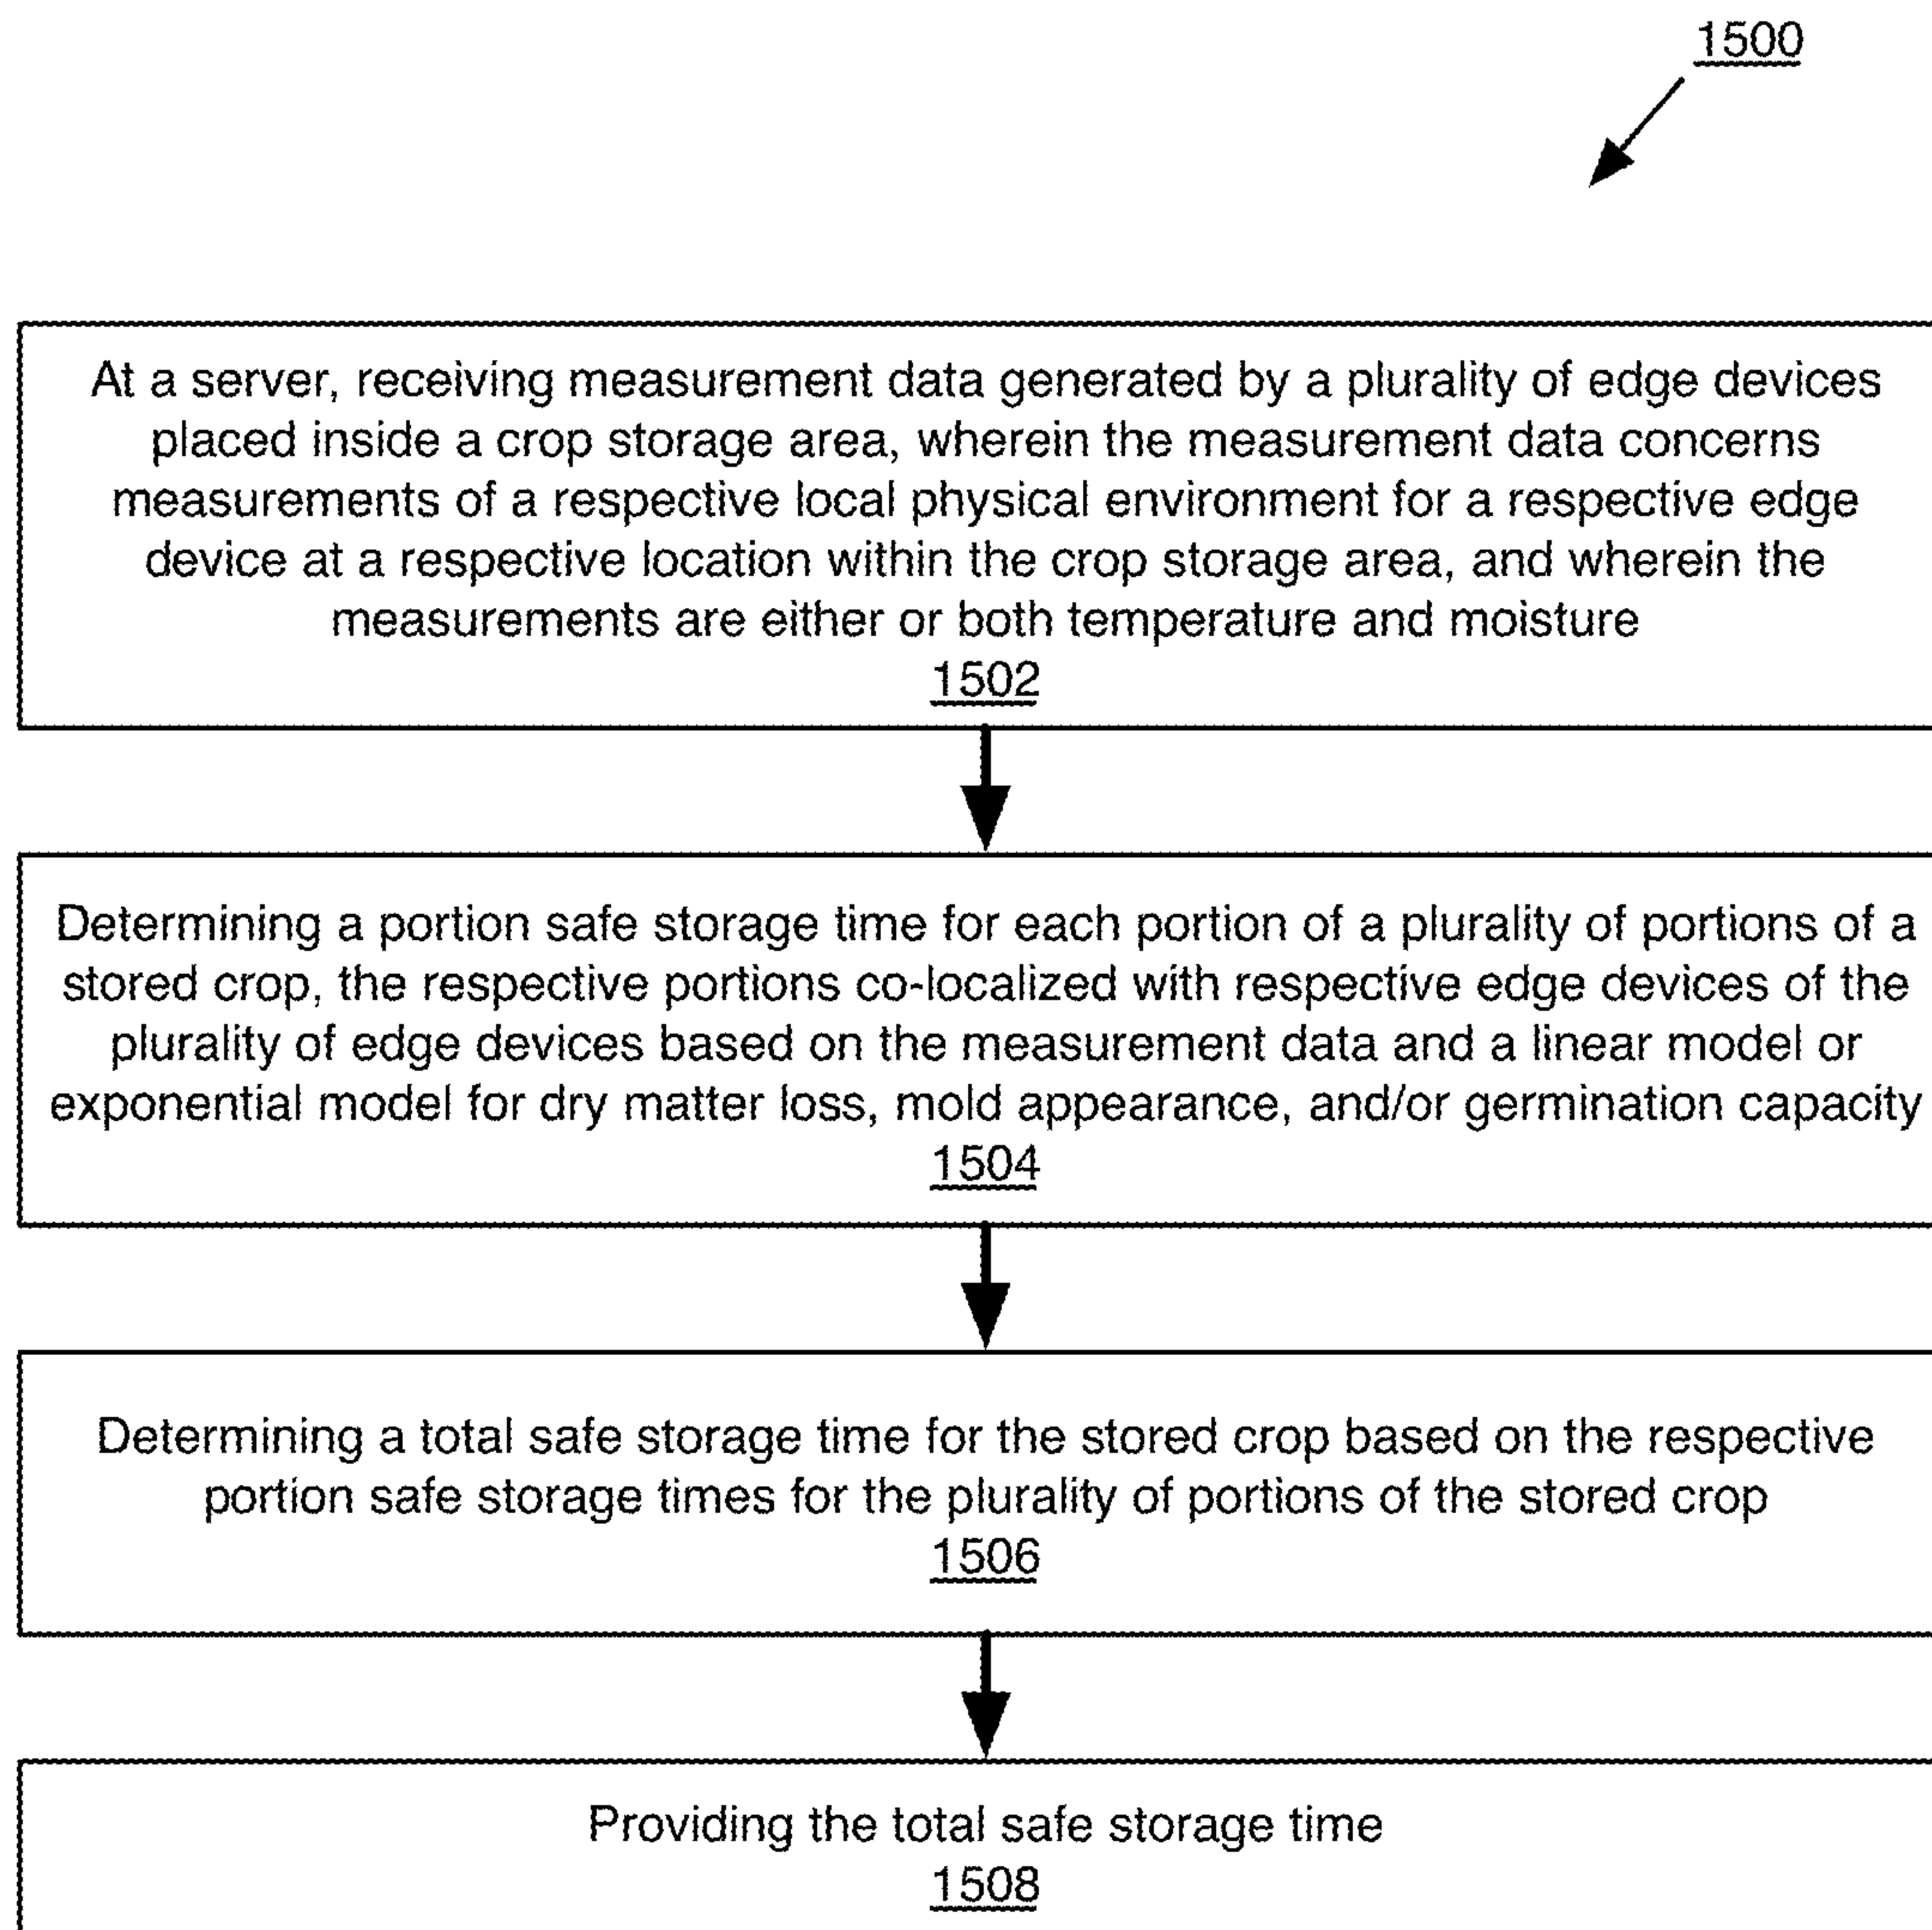 1500
At a server, receiving measurement data generated by a plurality of edge devices
placed inside a crop storage area, wherein the measurement data concerns
measurements of a respective local physical environment for a respective edge
device at a respective location within the crop storage area, and wherein the
measurements are either or both temperature and moisture
1502
Determining a portion safe storage time for each portion of a plurality of portions of a
stored crop, the respective portions co-localized with respective edge devices of the
plurality of edge devices based on the measurement data and a linear model or
exponential model for dry matter loss, mold appearance, and/or germination capacity
1504
Determining a total safe storage time for the stored crop based on the respective
portion safe storage times for the plurality of portions of the stored crop
1506
Providing the total safe storage time
1508